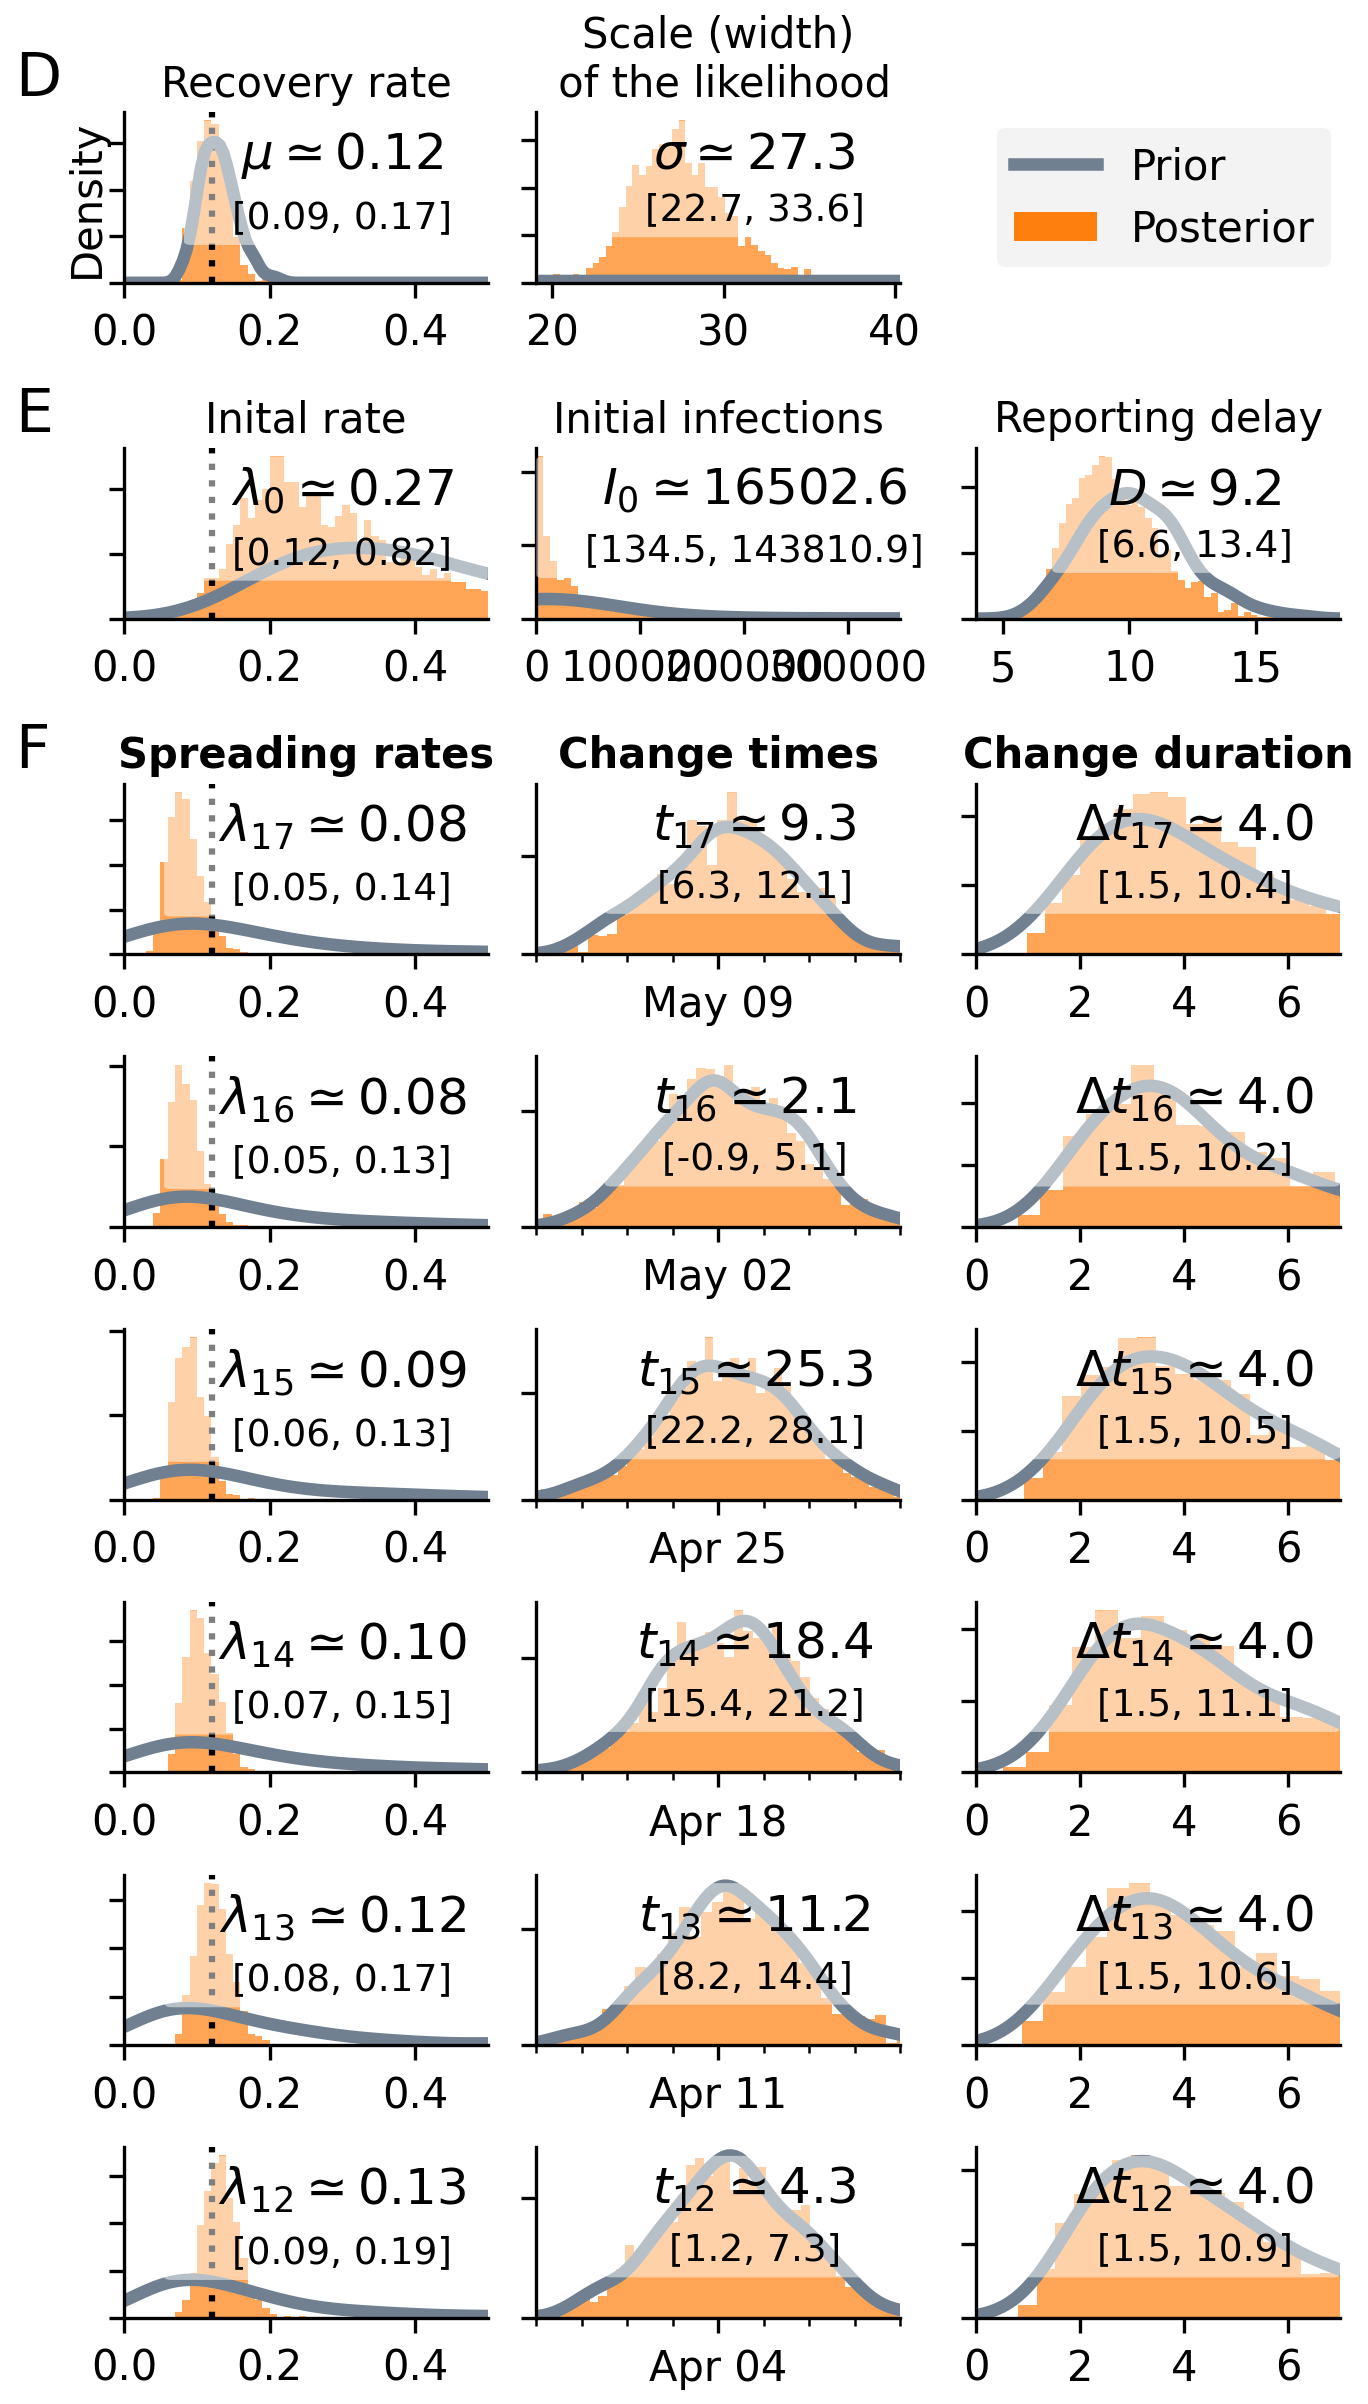 D
Recovery rate
Density
μ ≃ 0.12
[0.09, 0.17]
0.0 0.2 0.4
Scale (width)
of the likelihood
σ ≃ 27.3
[22.7, 33.6]
20 30 40
Prior
Posterior
E
Inital rate
λ0 ≃ 0.27
[0.12, 0.82]
0.0 0.2 0.4
Initial infections
I0 ≃ 16502.6
[134.5, 143810.9]
0 100000 200000 300000
Reporting delay
D ≃ 9.2
[6.6, 13.4]
5 10 15
F
Spreading rates Change times Change duration
λ17 ≃ 0.08
[0.05, 0.14]
0.0 0.2 0.4
t17 ≃ 9.3
[6.3, 12.1]
May 09
Δt17 ≃ 4.0
[1.5, 10.4]
0 2 4 6
λ16 ≃ 0.08
[0.05, 0.13]
0.0 0.2 0.4
t16 ≃ 2.1
[-0.9, 5.1]
May 02
Δt16 ≃ 4.0
[1.5, 10.2]
0 2 4 6
λ15 ≃ 0.09
[0.06, 0.13]
0.0 0.2 0.4
t15 ≃ 25.3
[22.2, 28.1]
Apr 25
Δt15 ≃ 4.0
[1.5, 10.5]
0 2 4 6
λ14 ≃ 0.10
[0.07, 0.15]
0.0 0.2 0.4
t14 ≃ 18.4
[15.4, 21.2]
Apr 18
Δt14 ≃ 4.0
[1.5, 11.1]
0 2 4 6
λ13 ≃ 0.12
[0.08, 0.17]
0.0 0.2 0.4
t13 ≃ 11.2
[8.2, 14.4]
Apr 11
Δt13 ≃ 4.0
[1.5, 10.6]
0 2 4 6
λ12 ≃ 0.13
[0.09, 0.19]
0.0 0.2 0.4
t12 ≃ 4.3
[1.2, 7.3]
Apr 04
Δt12 ≃ 4.0
[1.5, 10.9]
0 2 4 6